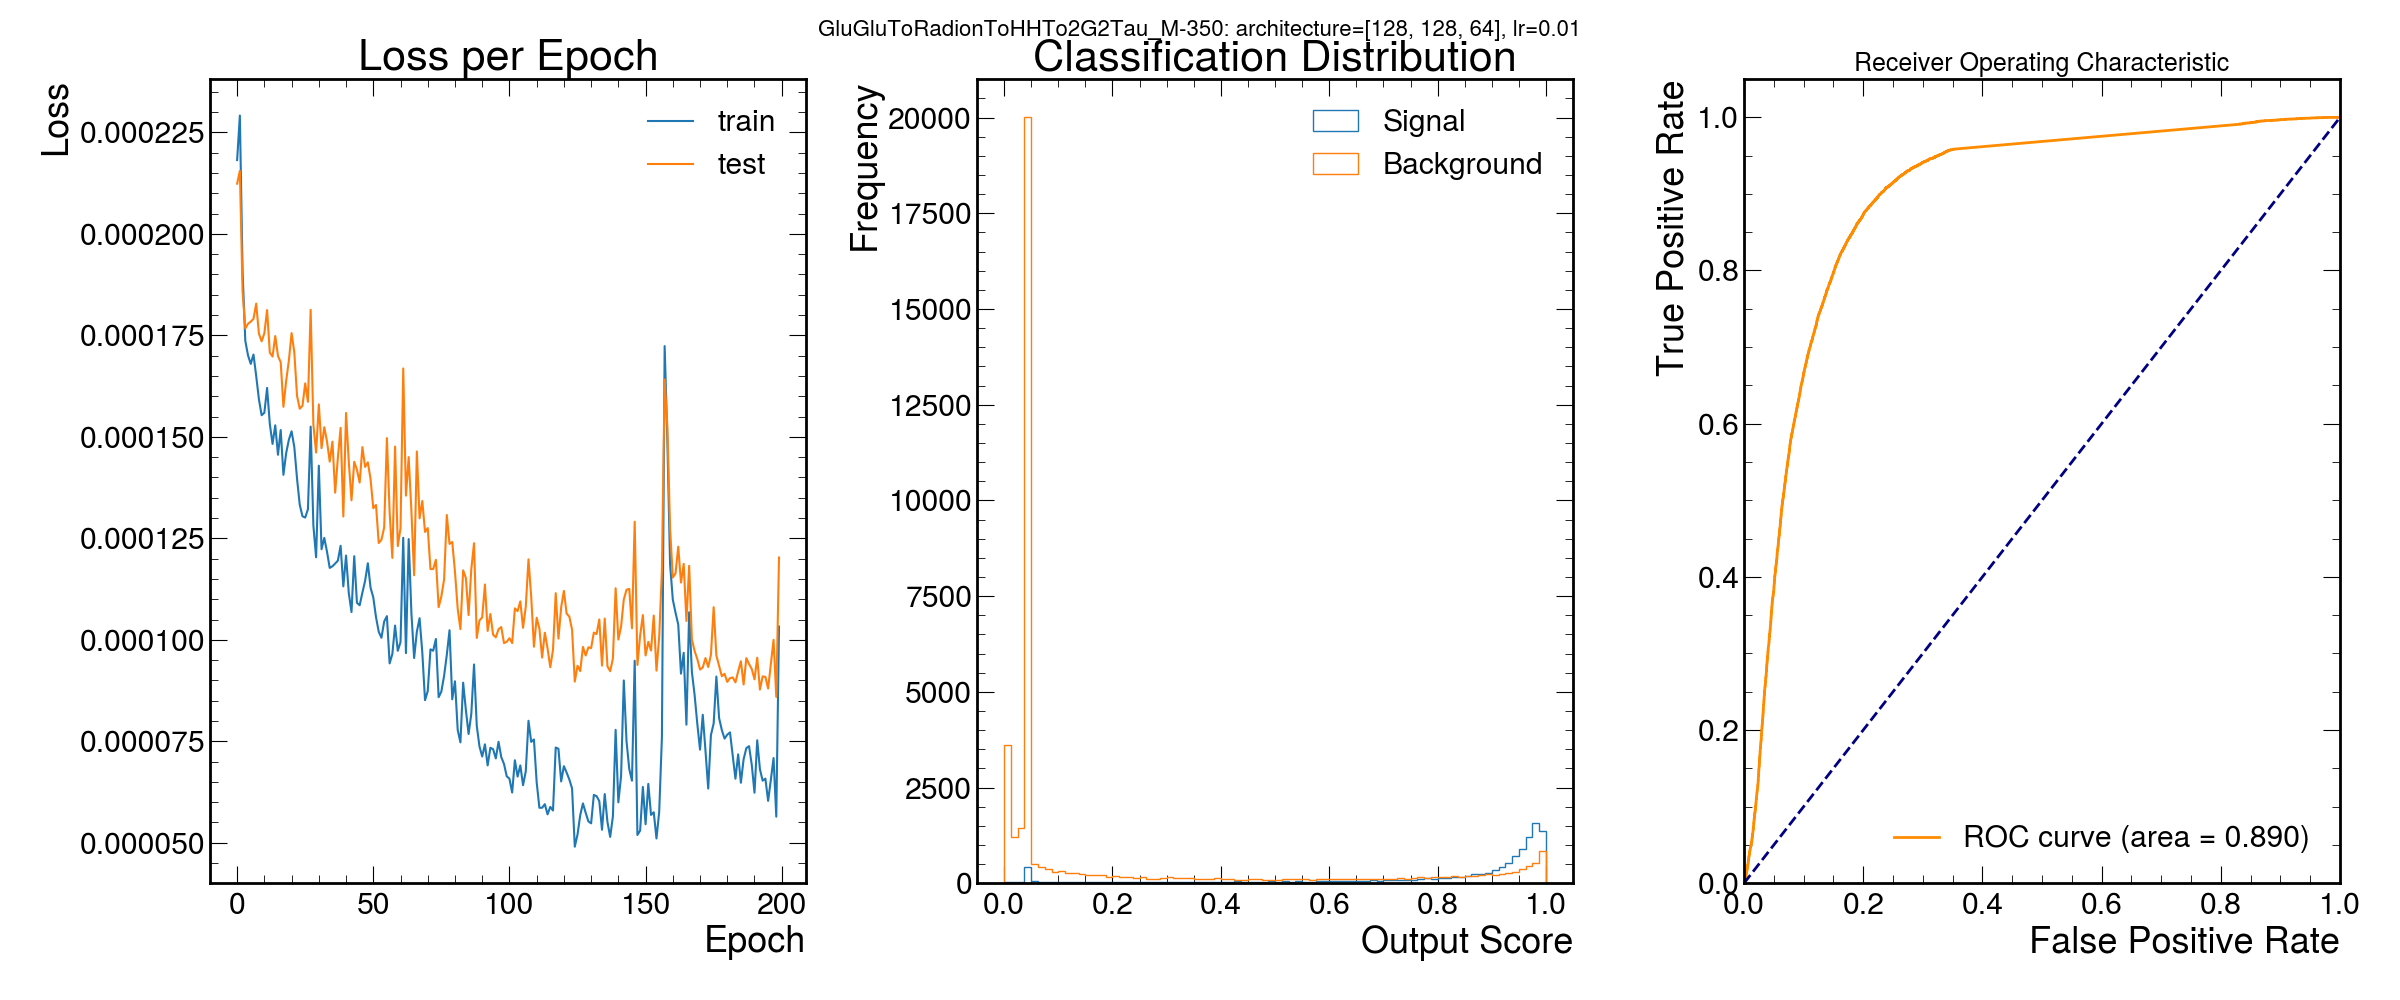 GluGluToRadionToHHTo2G2Tau_M-350: architecture=[128, 128, 64], lr=0.01
Loss per Epoch
Loss
0.000225
0.000200
0.000175
0.000150
0.000125
0.000100
0.000075
0.000050
train
test
0 50 100 150 200
Epoch
Classification Distribution
Frequency
20000
17500
15000
12500
10000
7500
5000
2500
0
Signal
Background
0.0 0.2 0.4 0.6 0.8 1.0
Output Score
Receiver Operating Characteristic
True Positive Rate
1.0
0.8
0.6
0.4
0.2
0.0
ROC curve (area = 0.890)
0.0 0.2 0.4 0.6 0.8 1.0
False Positive Rate